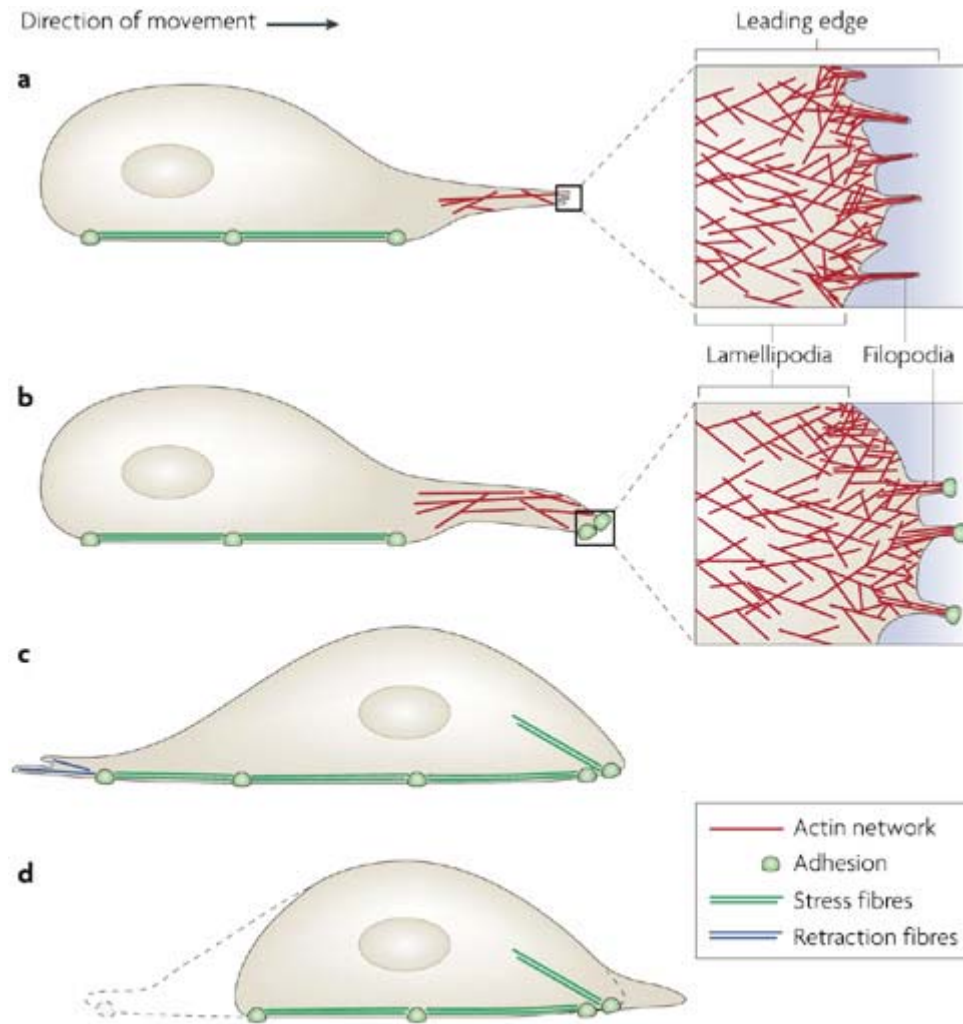 Direction of movement
Leading edge
a
Lamellipodia
Filopodia
b
c
Actin network
Adhesion
Stress fibres
Retraction fibres
d